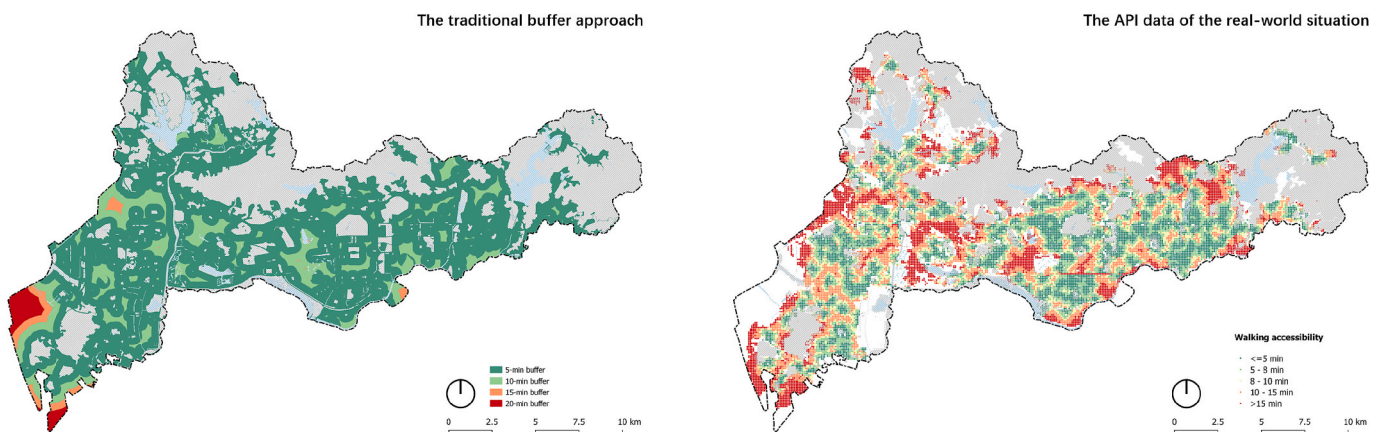 The traditional buffer approach
5-min buffer
10-min buffer
15-min buffer
20-min buffer
0 2.5 5 7.5 10 km
The API data of the real-world situation
Walking accessibility
<=5 min
5 - 8 min
8 - 10 min
10 - 15 min
>15 min
0 2.5 5 7.5 10 km